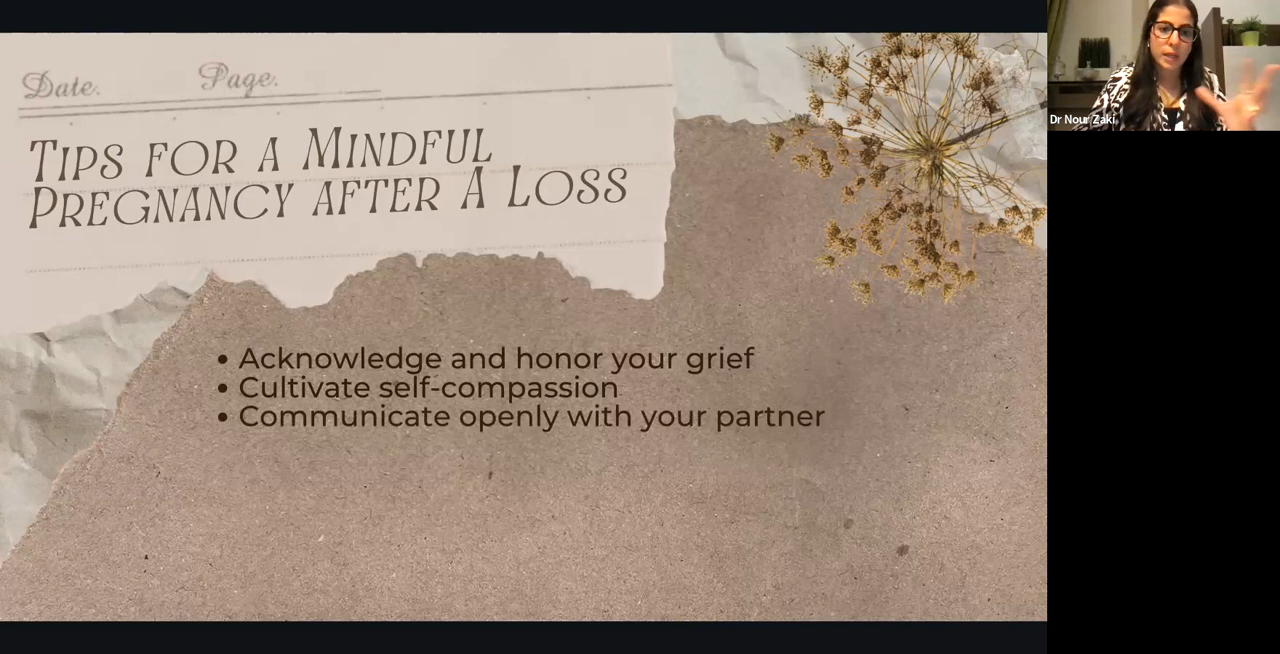 Date. Page.
Tips for a Mindful
Pregnancy after A Loss
• Acknowledge and honor your grief
• Cultivate self-compassion
• Communicate openly with your partner
Dr Nour Zaki